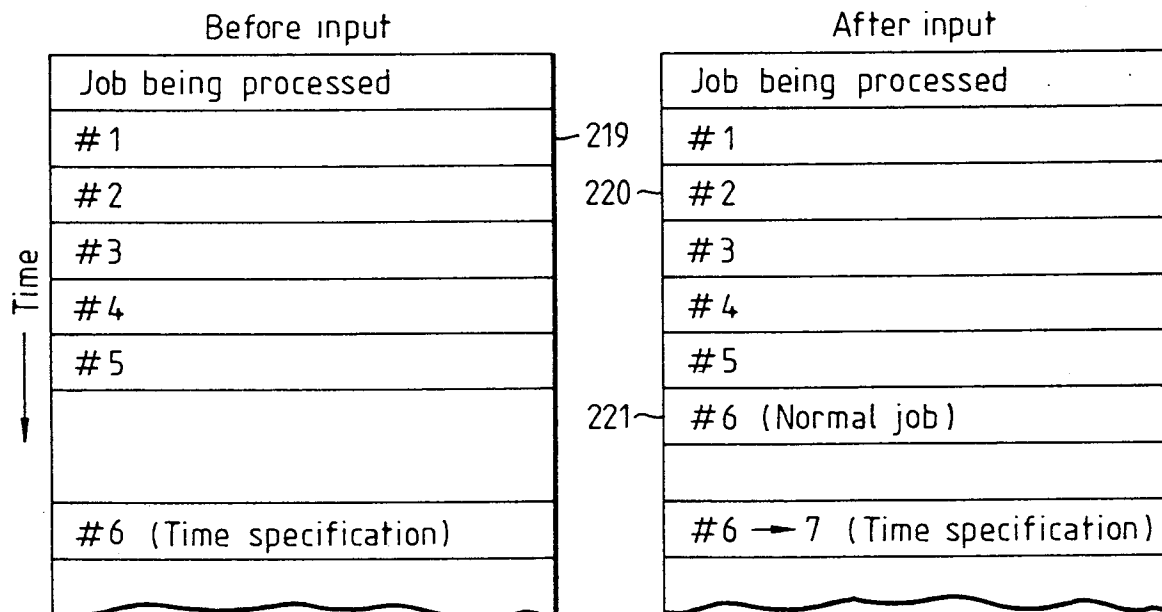 Before input
Job being processed
#1
#2
#3
#4
#5
#6 (Time specification)
Time
219
220
221
After input
Job being processed
#1
#2
#3
#4
#5
#6 (Normal job)
#6 → 7 (Time specification)